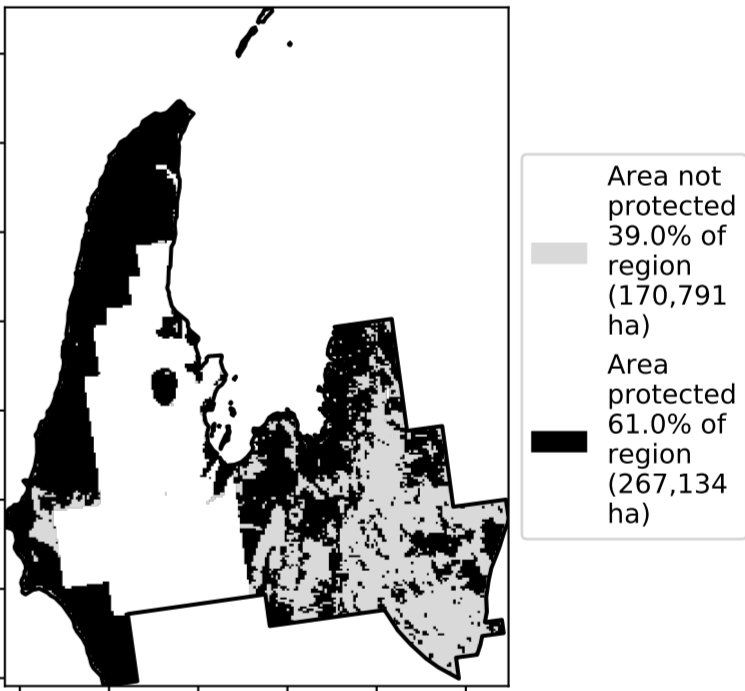 Area not
protected
39.0% of
region
(170,791
ha)
Area
protected
61.0% of
region
(267,134
ha)